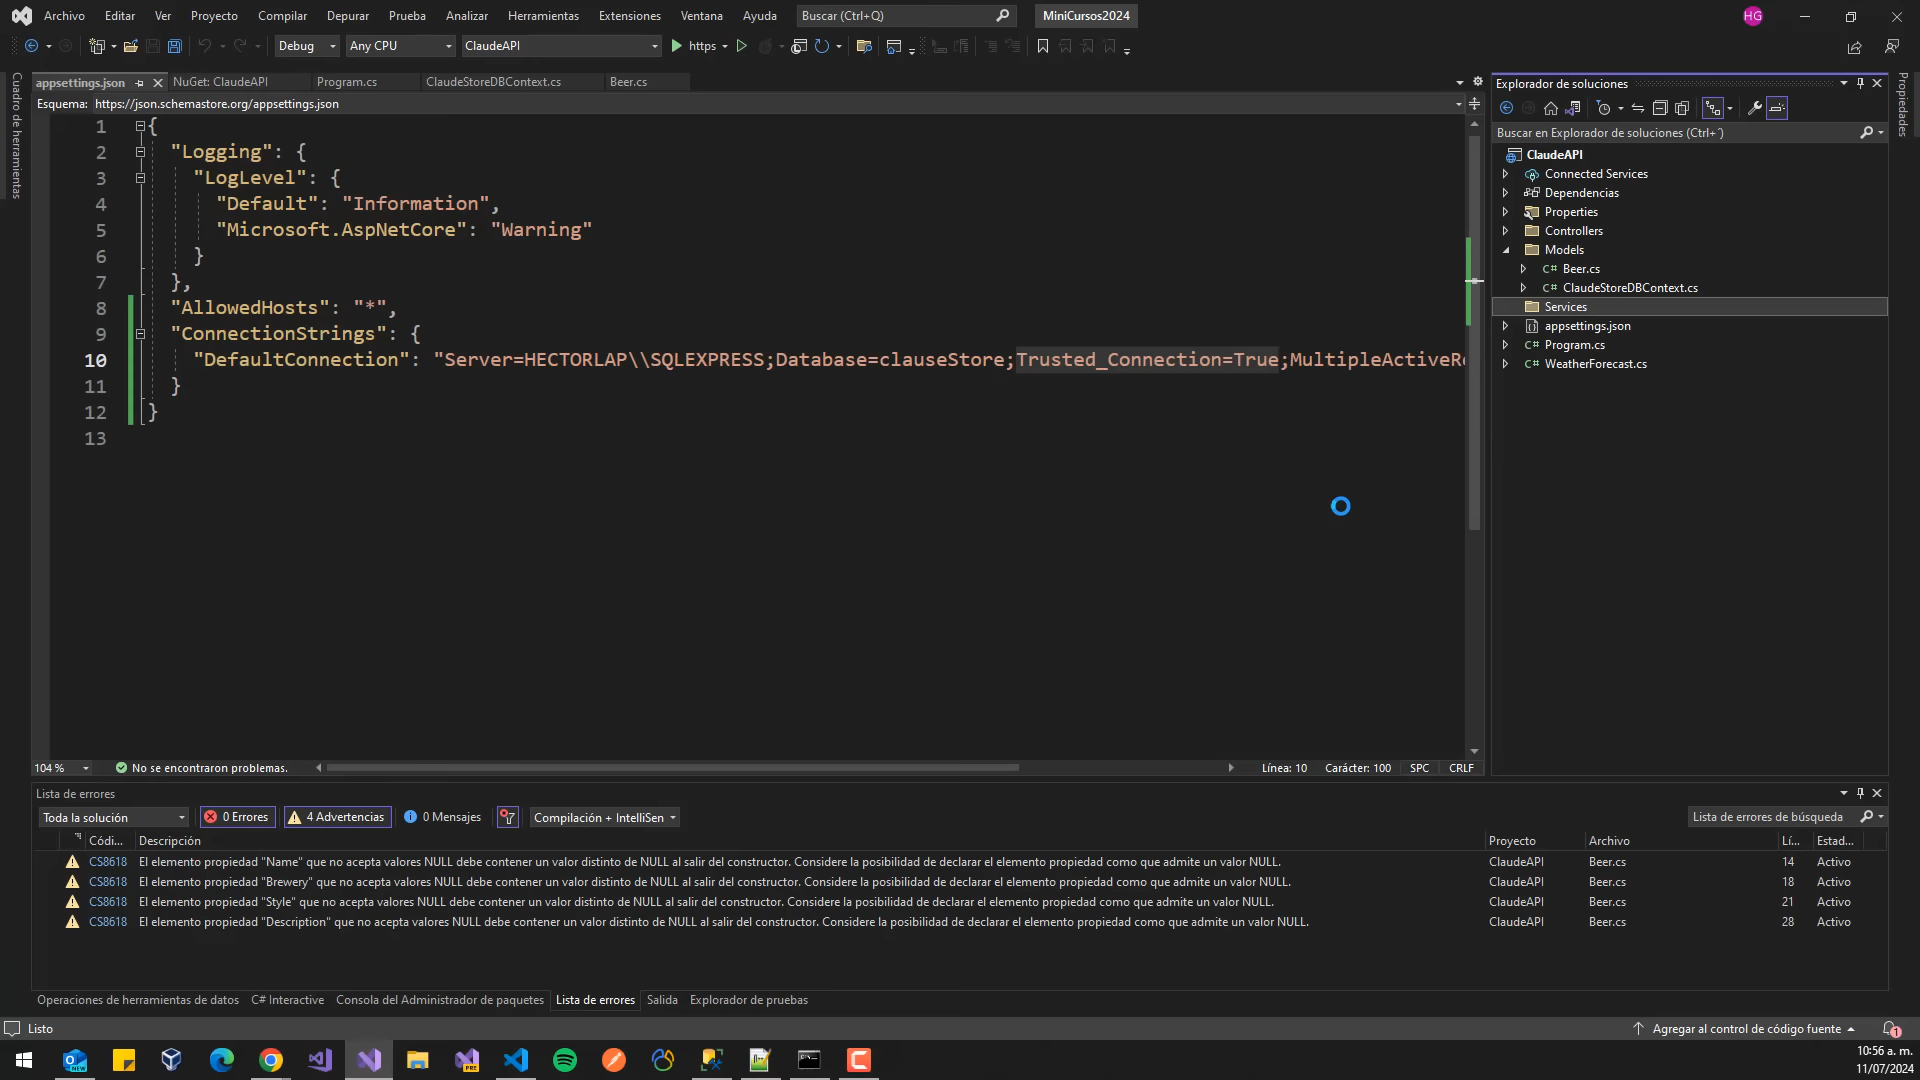 Archivo Editar Ver Proyecto Compilar Depurar Prueba Analizar Herramientas Extensiones Ventana Ayuda Buscar (Ctrl+Q) MiniCursos2024 HG
Debug Any CPU ClaudeAPI https
appsettings.json NuGet: ClaudeAPI Program.cs ClaudeStoreDBContext.cs Beer.cs
Esquema: https://json.schemastore.org/appsettings.json
Cuadro de herramientas
1 {
2 "Logging": {
3 "LogLevel": {
4 "Default": "Information",
5 "Microsoft.AspNetCore": "Warning"
6 }
7 },
8 "AllowedHosts": "*",
9 "ConnectionStrings": {
10 "DefaultConnection": "Server=HECTORLAP\\SQLEXPRESS;Database=clauseStore;Trusted_Connection=True;MultipleActiveRe
11 }
12 }
13
104 % No se encontraron problemas. Línea: 10 Carácter: 100 SPC CRLF
Explorador de soluciones
Buscar en Explorador de soluciones (Ctrl+´)
ClaudeAPI
Connected Services
Dependencias
Properties
Controllers
Models
C# Beer.cs
C# ClaudeStoreDBContext.cs
Services
appsettings.json
C# Program.cs
C# WeatherForecast.cs
Propiedades
Lista de errores
Toda la solución 0 Errores 4 Advertencias 0 Mensajes Compilación + IntelliSen Lista de errores de búsqueda
Códi... Descripción Proyecto Archivo Lí... Estad...
CS8618 El elemento propiedad "Name" que no acepta valores NULL debe contener un valor distinto de NULL al salir del constructor. Considere la posibilidad de declarar el elemento propiedad como que admite un valor NULL. ClaudeAPI Beer.cs 14 Activo
CS8618 El elemento propiedad "Brewery" que no acepta valores NULL debe contener un valor distinto de NULL al salir del constructor. Considere la posibilidad de declarar el elemento propiedad como que admite un valor NULL. ClaudeAPI Beer.cs 18 Activo
CS8618 El elemento propiedad "Style" que no acepta valores NULL debe contener un valor distinto de NULL al salir del constructor. Considere la posibilidad de declarar el elemento propiedad como que admite un valor NULL. ClaudeAPI Beer.cs 21 Activo
CS8618 El elemento propiedad "Description" que no acepta valores NULL debe contener un valor distinto de NULL al salir del constructor. Considere la posibilidad de declarar el elemento propiedad como que admite un valor NULL. ClaudeAPI Beer.cs 28 Activo
Operaciones de herramientas de datos C# Interactive Consola del Administrador de paquetes Lista de errores Salida Explorador de pruebas
Listo Agregar al control de código fuente 1
NEW PRE
10:56 a. m.
11/07/2024